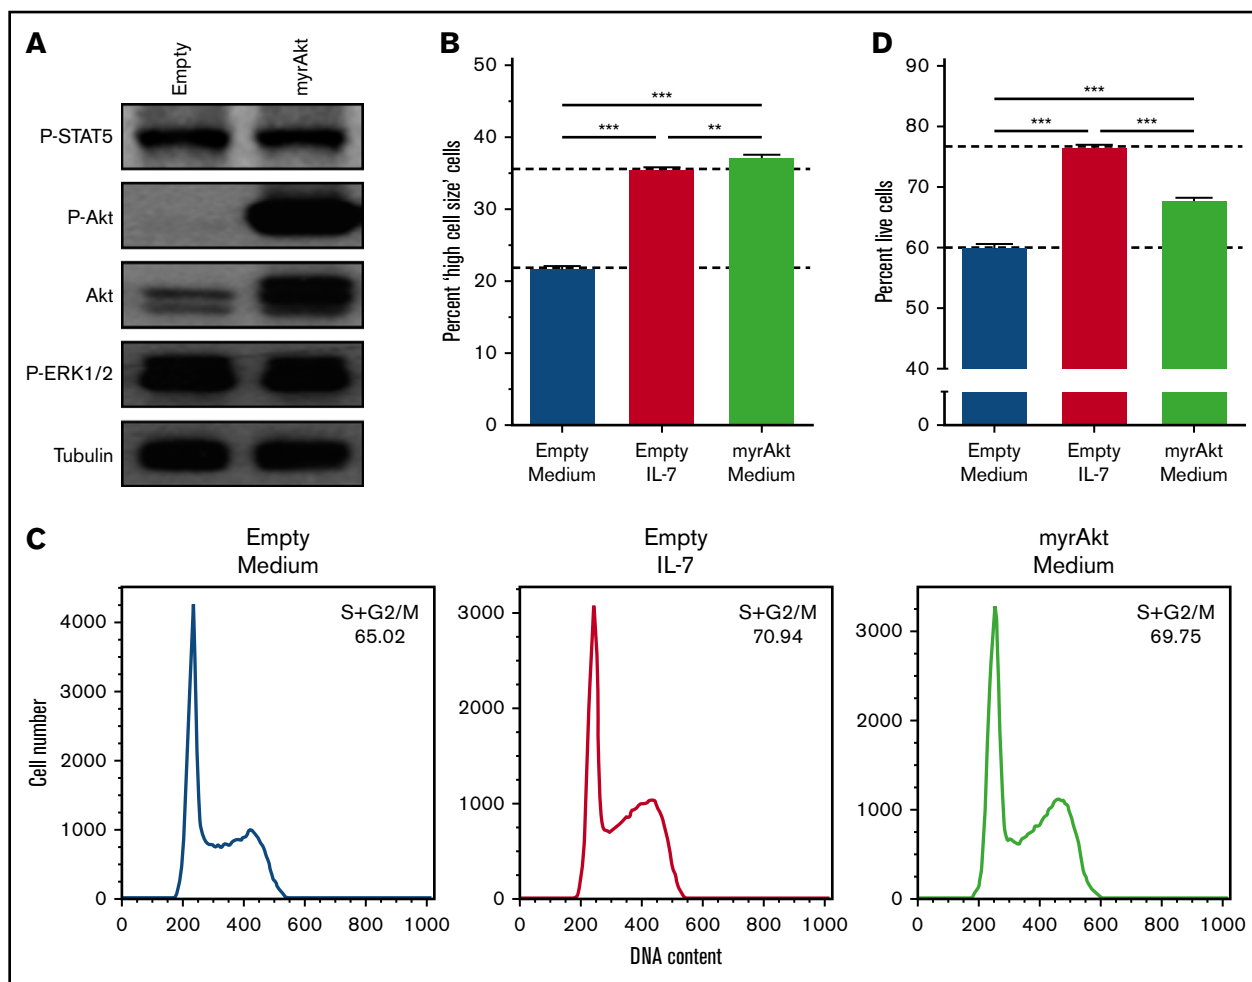 A
Empty
myrAkt
P-STAT5
P-Akt
Akt
P-ERK1/2
Tubulin
B
Percent 'high cell size' cells
50
40
30
20
10
0
***
***
**
Empty
Medium
Empty
IL-7
myrAkt
Medium
D
Percent live cells
90
80
70
60
50
40
0
***
***
***
Empty
Medium
Empty
IL-7
myrAkt
Medium
C
Empty
Medium
S+G2/M
65.02
Cell number
4000
3000
2000
1000
0
0 200 400 600 800 1000
Empty
IL-7
S+G2/M
70.94
3000
2000
1000
0
0 200 400 600 800 1000
DNA content
myrAkt
Medium
S+G2/M
69.75
3000
2000
1000
0
0 200 400 600 800 1000